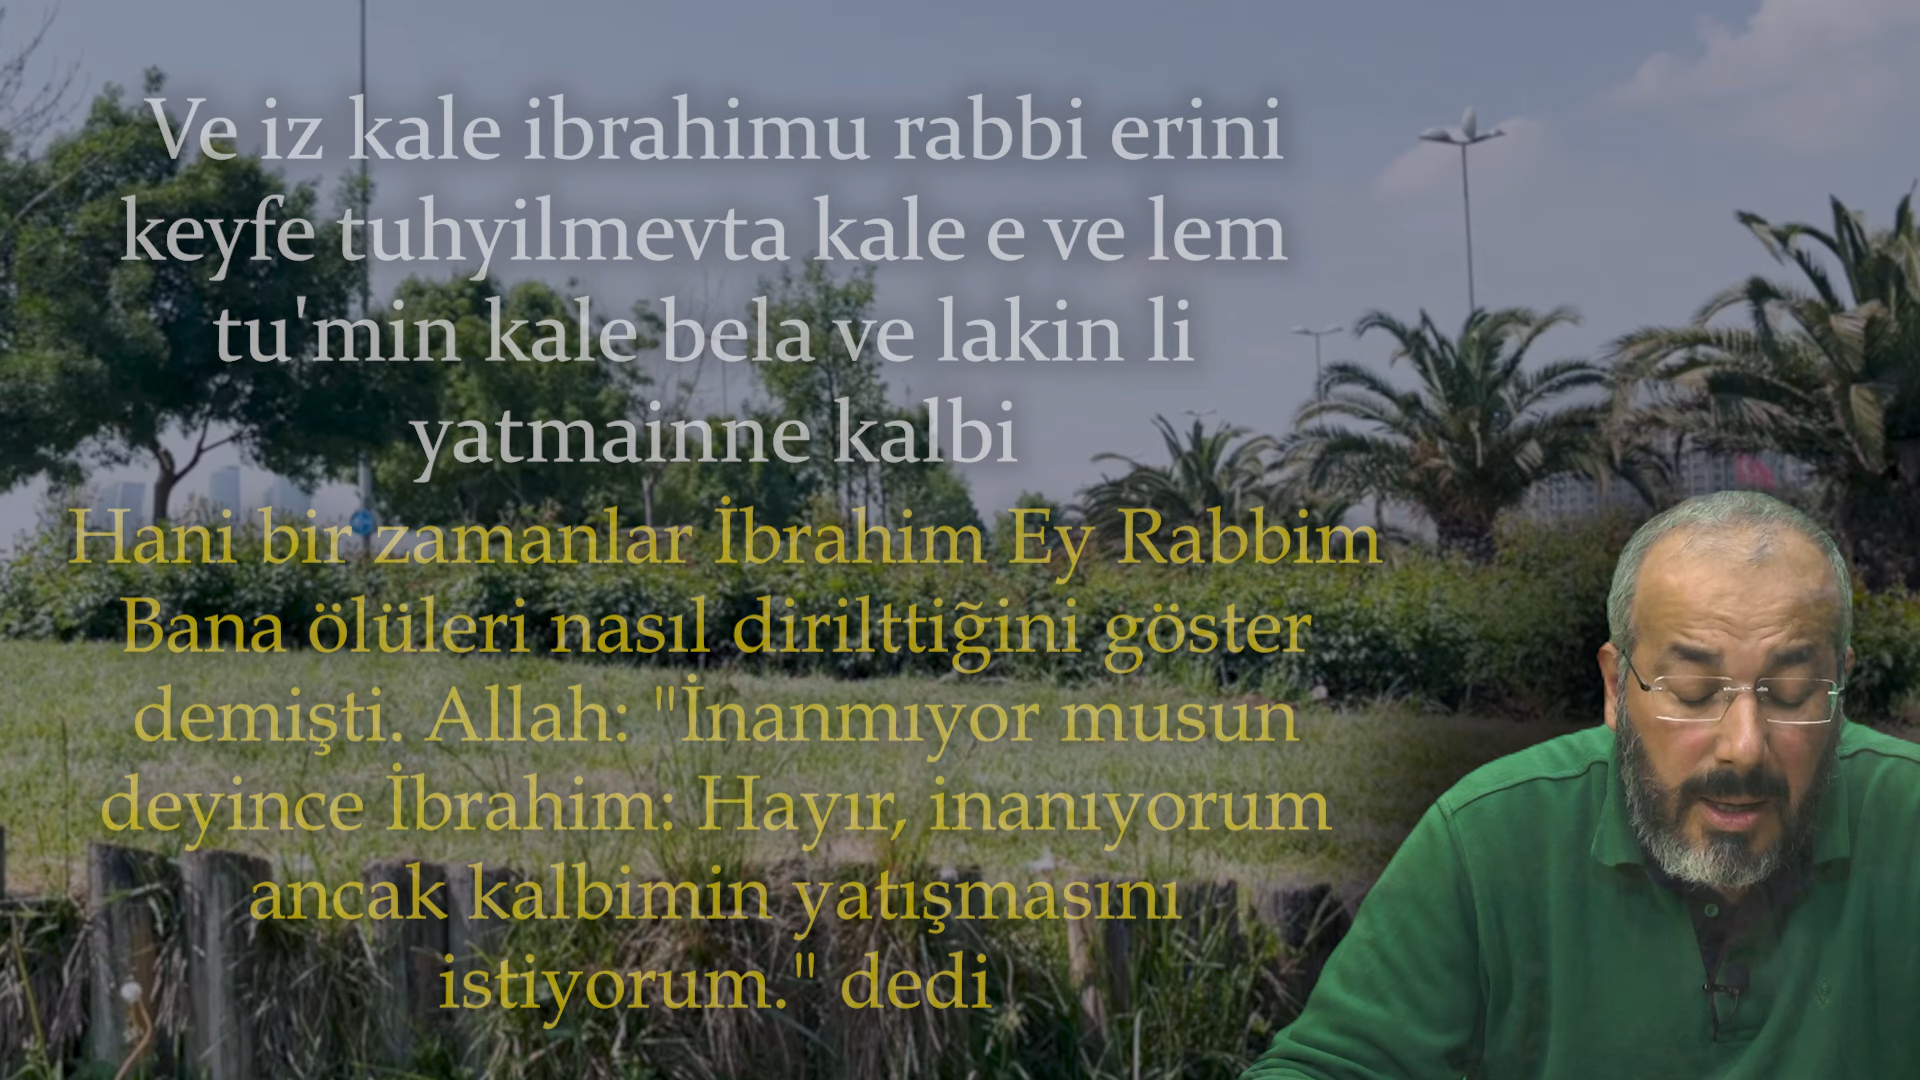 Ve iz kale ibrahimu rabbi erini
keyfe tuhyilmevta kale e ve lem
tu'min kale bela ve lakin li
yatmainne kalbi
Hani bir zamanlar İbrahim Ey Rabbim
Bana ölüleri nasıl dirilttiğini göster
demişti. Allah: "İnanmıyor musun
deyince İbrahim: Hayır, inanıyorum
ancak kalbimin yatışmasını
istiyorum." dedi